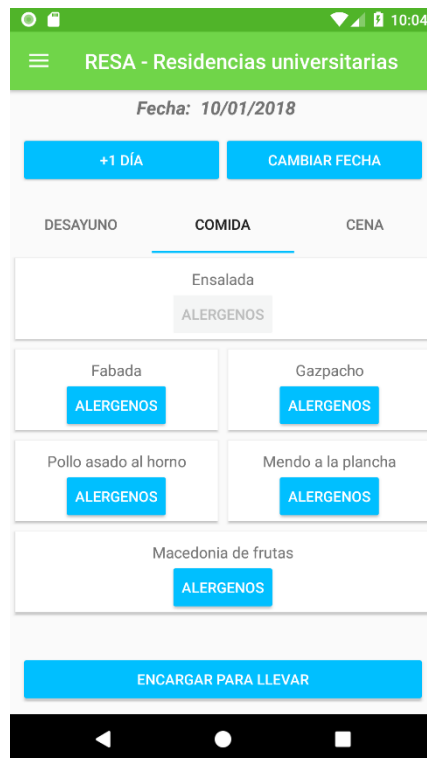 10:04
RESA - Residencias universitarias
Fecha: 10/01/2018
+1 DÍA CAMBIAR FECHA
DESAYUNO COMIDA CENA
Ensalada
ALERGENOS
Fabada Gazpacho
ALERGENOS ALERGENOS
Pollo asado al horno Mendo a la plancha
ALERGENOS ALERGENOS
Macedonia de frutas
ALERGENOS
ENCARGAR PARA LLEVAR